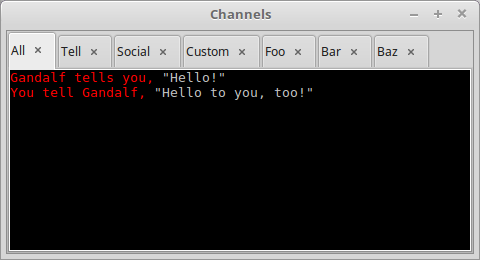 Channels
All Tell Social Custom Foo Bar Baz
Gandalf tells you, "Hello!"
You tell Gandalf, "Hello to you, too!"